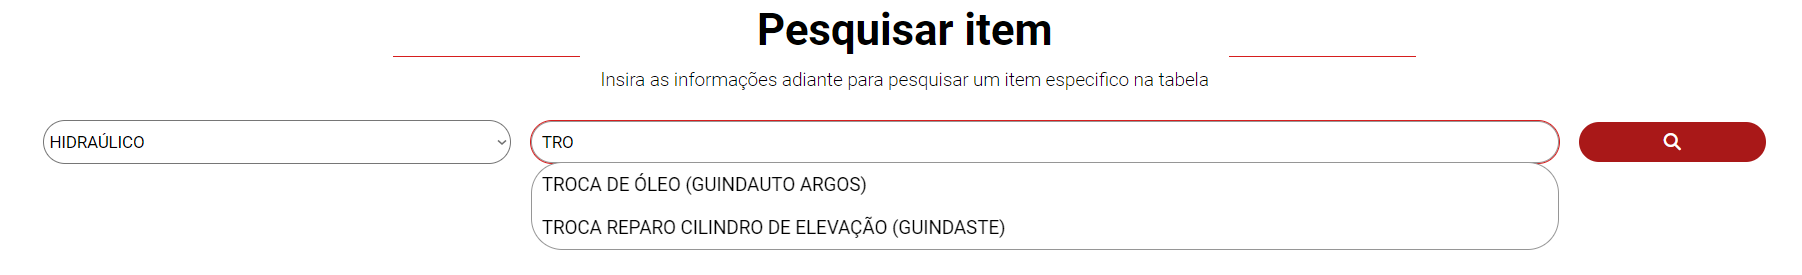 Pesquisar item
Insira as informações adiante para pesquisar um item especifico na tabela
HIDRAÚLICO
TRO
TROCA DE ÓLEO (GUINDAUTO ARGOS)
TROCA REPARO CILINDRO DE ELEVAÇÃO (GUINDASTE)